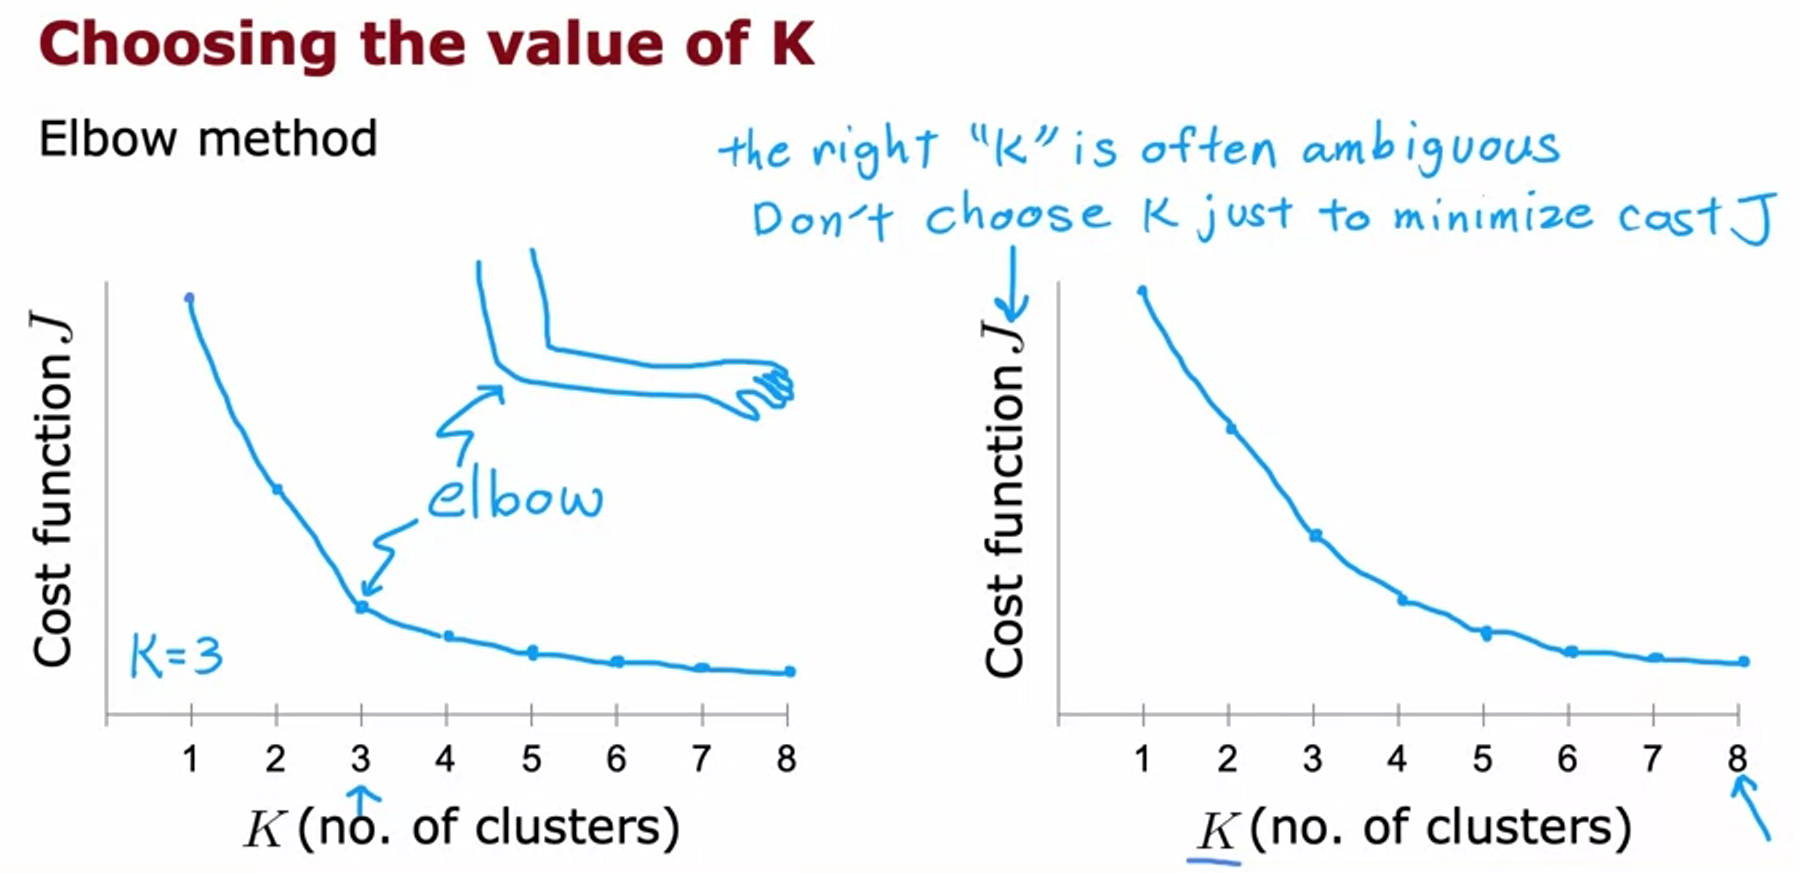 Choosing the value of K
Elbow method
the right "K" is often ambiguous
Don't choose K just to minimize cost J
Cost function J
elbow
K=3
1 2 3 4 5 6 7 8
K (no. of clusters)
Cost function J
1 2 3 4 5 6 7 8
K (no. of clusters)